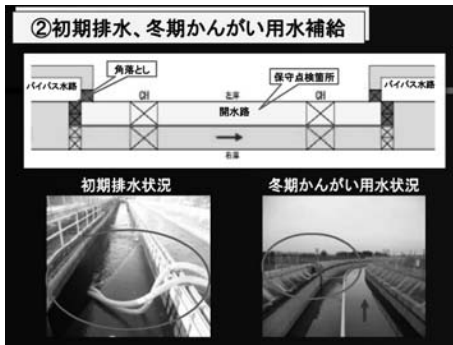 ②初期排水、冬期かんがい用水補給
角落とし
保守点検箇所
バイパス水路
バイパス水路
CH
左岸
CH
開水路
右岸
初期排水状況
冬期かんがい用水状況